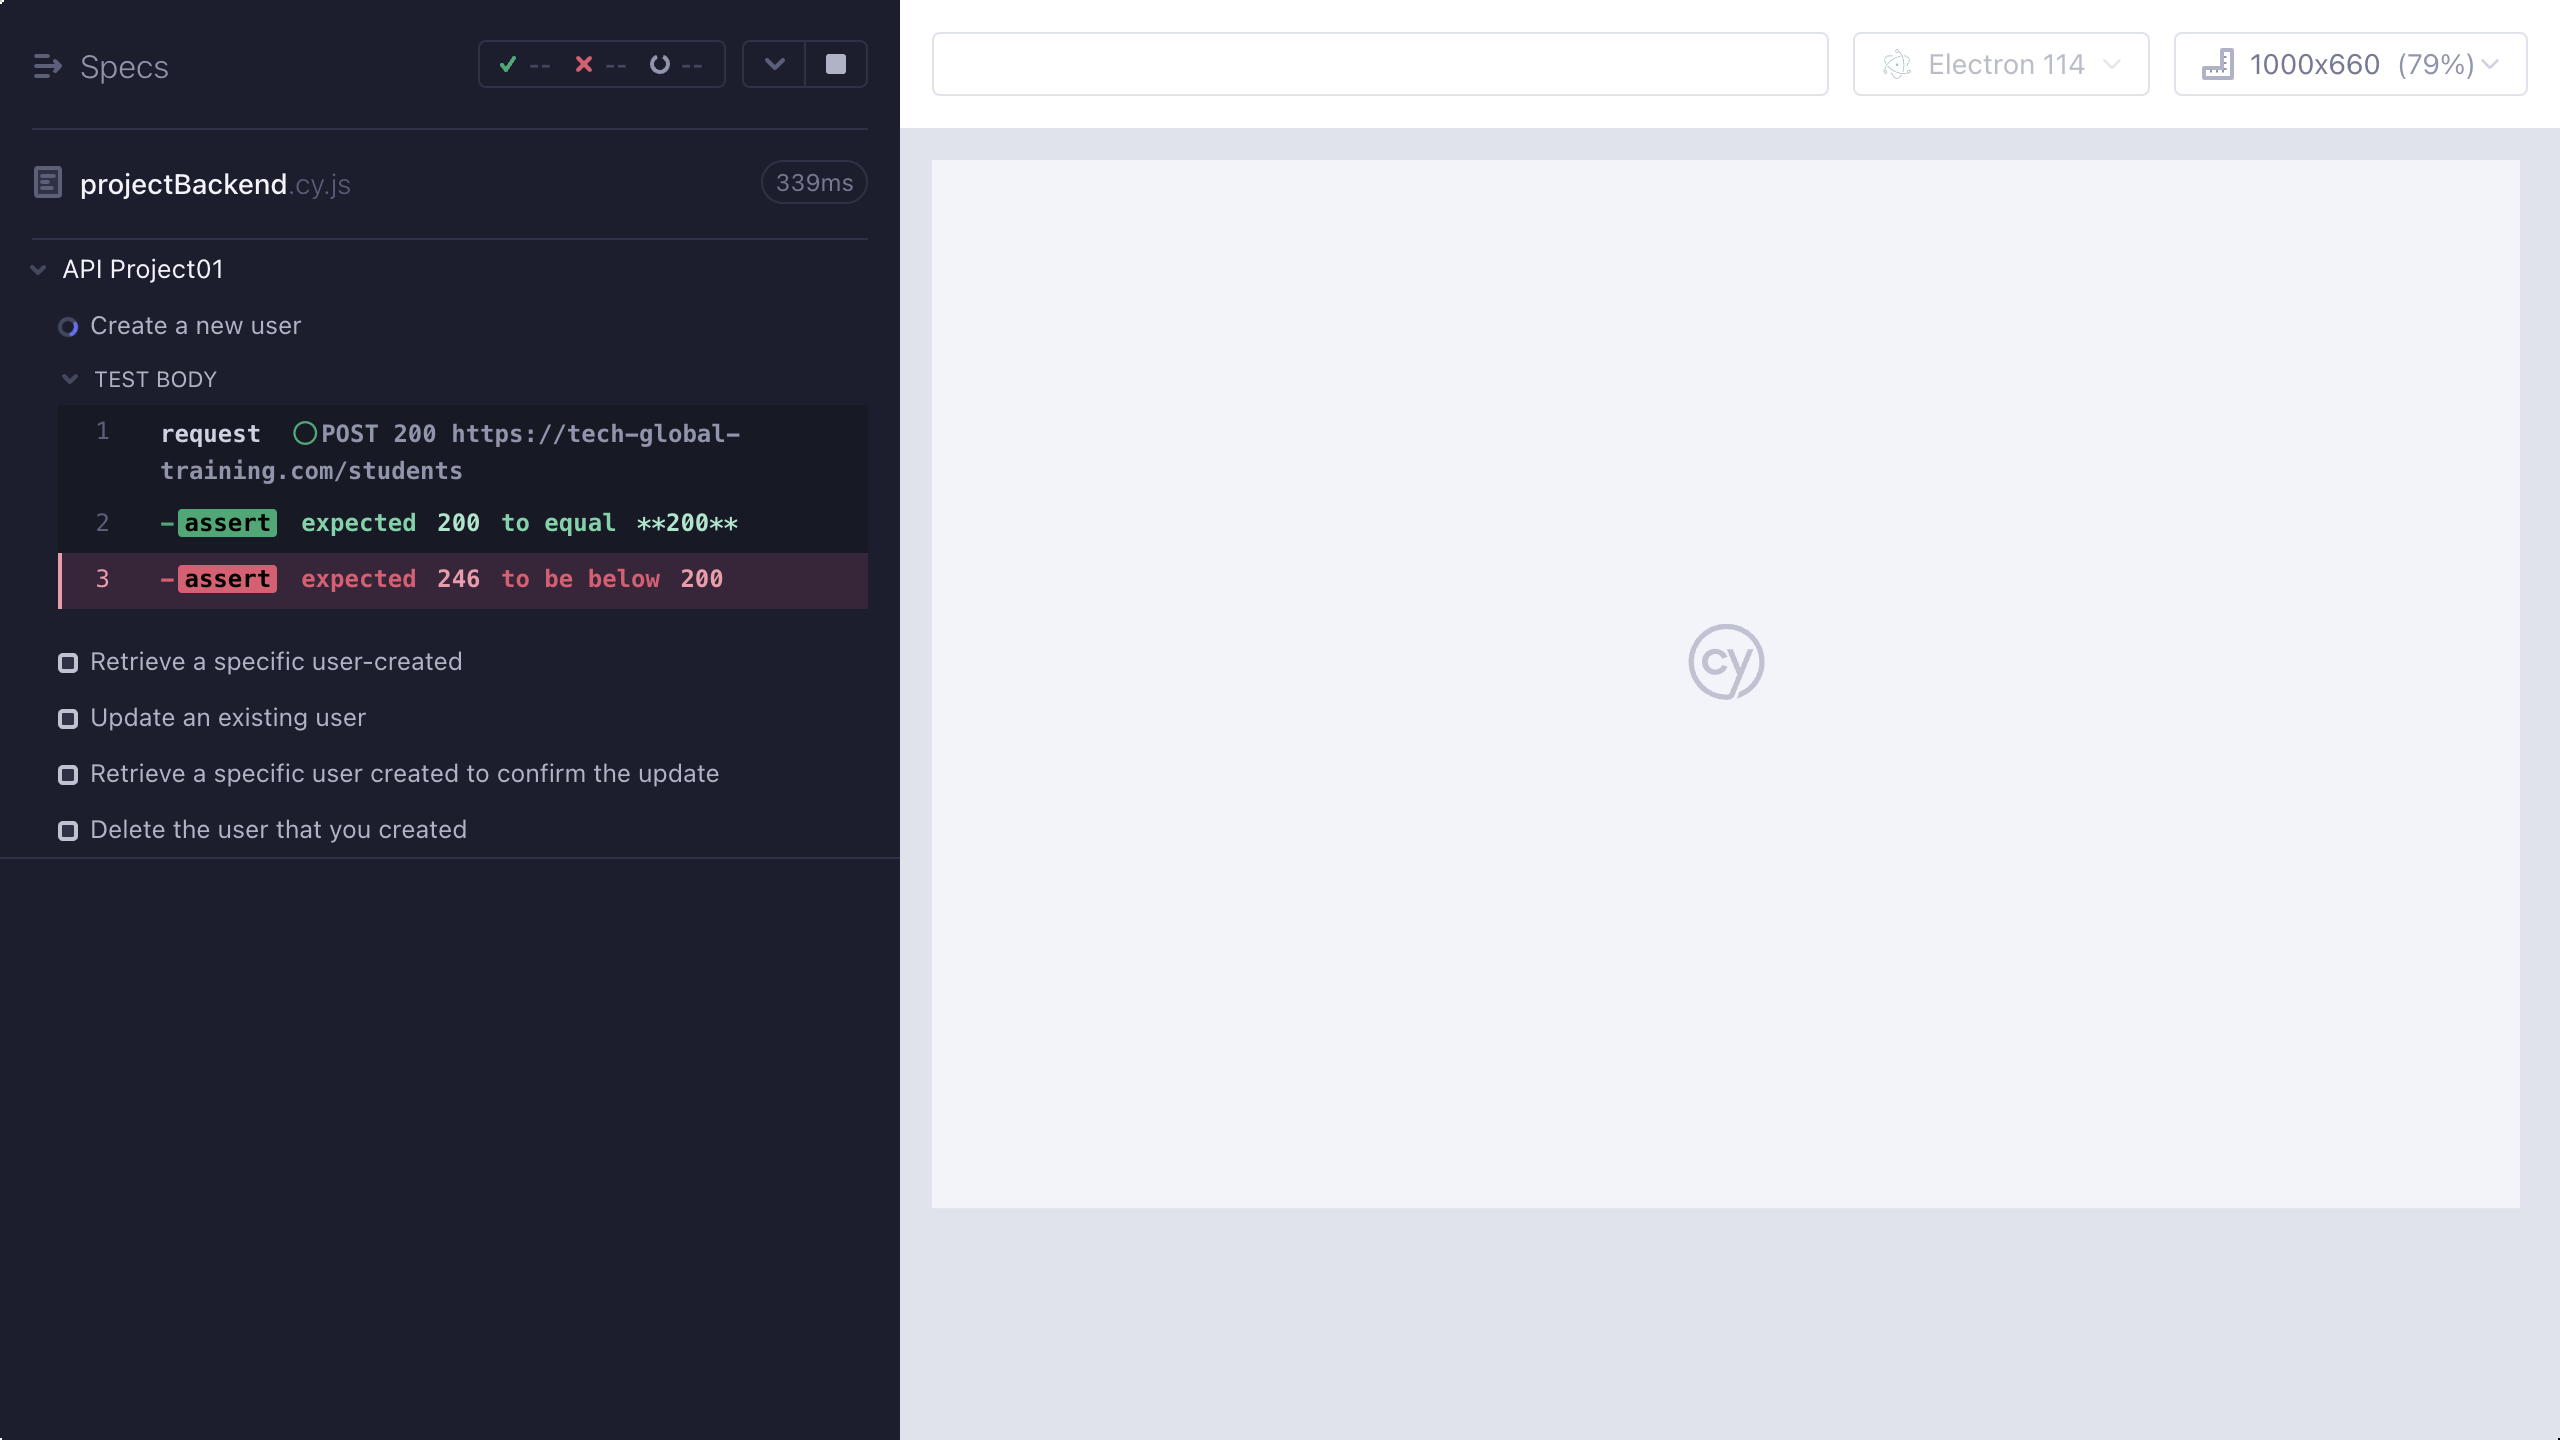 Specs
-- -- --
projectBackend.cy.js
339ms
API Project01
Create a new user
TEST BODY
1 request POST 200 https://tech-global-
training.com/students
2 -assert expected 200 to equal **200**
3 -assert expected 246 to be below 200
Retrieve a specific user-created
Update an existing user
Retrieve a specific user created to confirm the update
Delete the user that you created
Electron 114
1000x660 (79%)
cy